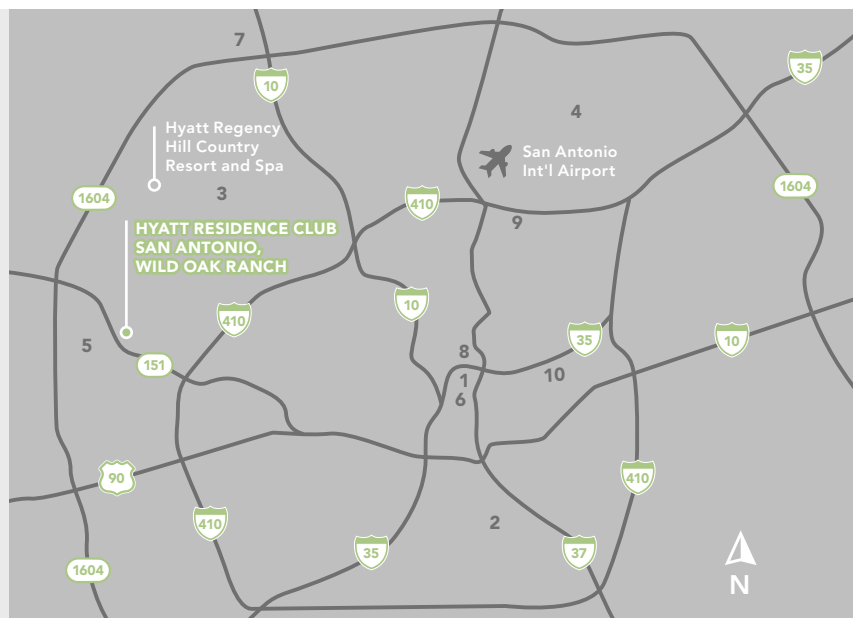 7
35
10
4
Hyatt Regency
Hill Country
Resort and Spa
San Antonio
Int'l Airport
3
1604
1604
410
9
HYATT RESIDENCE CLUB
SAN ANTONIO,
WILD OAK RANCH
10
410
35
10
5
8
151
1
10
6
90
410
410
2
35
37
1604
N